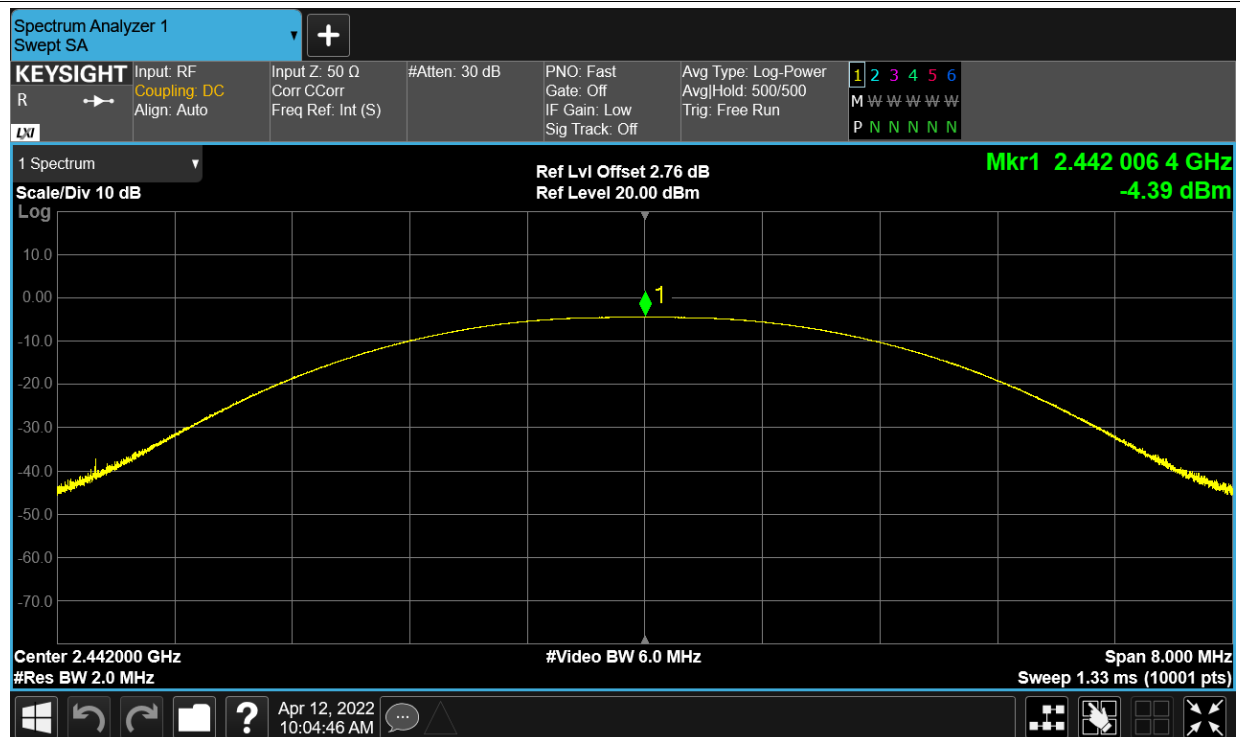 Spectrum Analyzer 1
Swept SA
+
KEYSIGHT
R
LXI
Input: RF
Coupling: DC
Align: Auto
Input Z: 50 Ω
Corr CCorr
Freq Ref: Int (S)
#Atten: 30 dB
PNO: Fast
Gate: Off
IF Gain: Low
Sig Track: Off
Avg Type: Log-Power
Avg|Hold: 500/500
Trig: Free Run
1 2 3 4 5 6
M W W W W W
P N N N N N
1 Spectrum
Scale/Div 10 dB
Log
Ref Lvl Offset 2.76 dB
Ref Level 20.00 dBm
Mkr1 2.442 006 4 GHz
-4.39 dBm
10.0
0.00
1
-10.0
-20.0
-30.0
-40.0
-50.0
-60.0
-70.0
Center 2.442000 GHz
#Res BW 2.0 MHz
#Video BW 6.0 MHz
Span 8.000 MHz
Sweep 1.33 ms (10001 pts)
?
Apr 12, 2022
10:04:46 AM